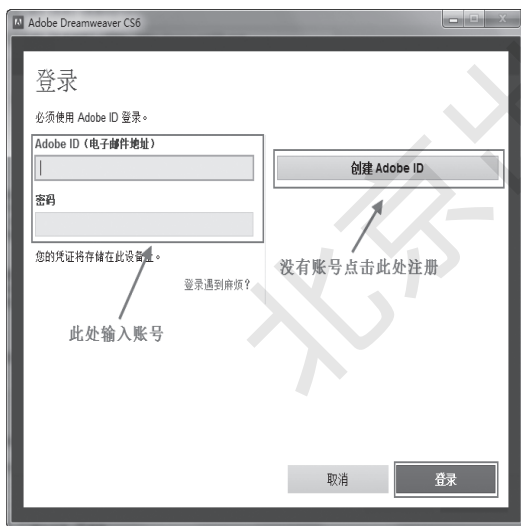 Adobe Dreamweaver CS6
登录
必须使用 Adobe ID 登录。
Adobe ID（电子邮件地址）
创建 Adobe ID
密码
您的凭证将存储在此设备上。
没有账号点击此处注册
登录遇到麻烦？
此处输入账号
取消
登录
北京